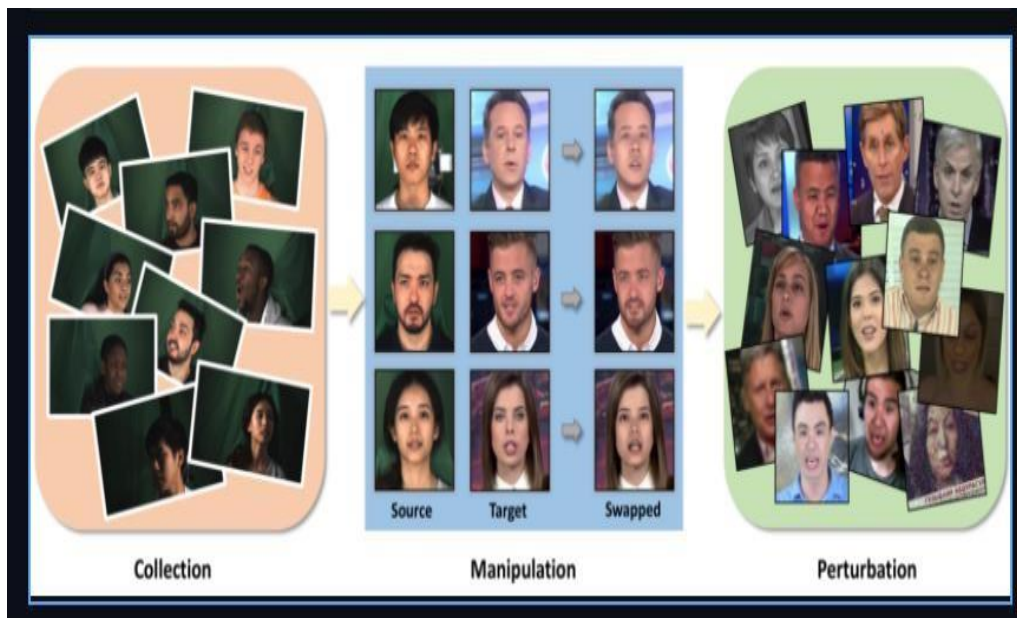 Source
Target
Swapped
Collection
Manipulation
Perturbation